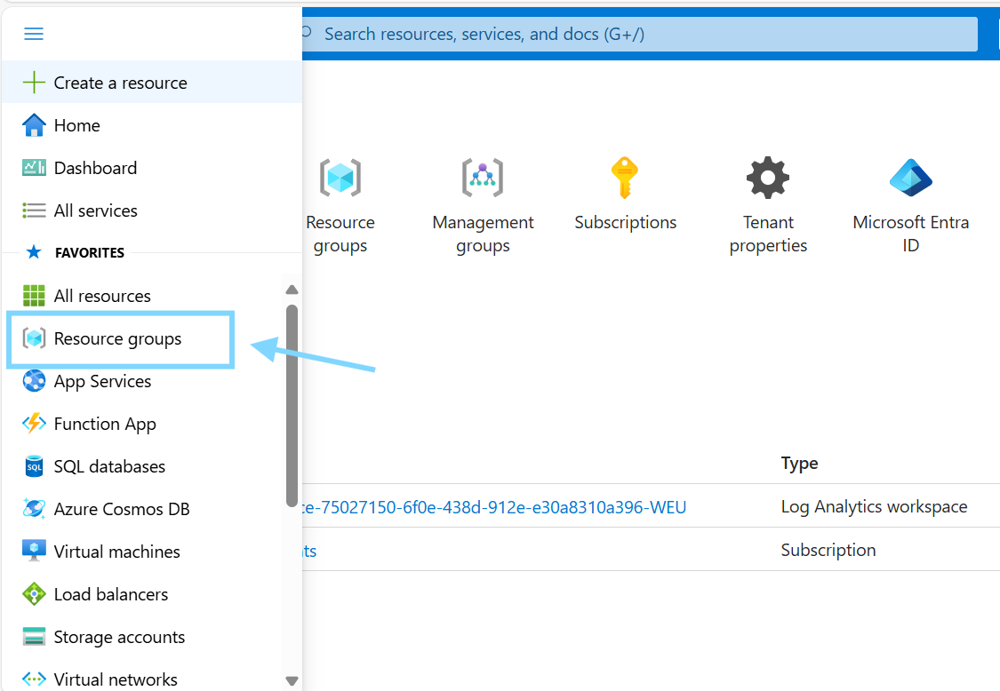 Search resources, services, and docs (G+/)
Create a resource
Home
Dashboard
All services
FAVORITES
All resources
Resource groups
App Services
Function App
SQL databases
Azure Cosmos DB
Virtual machines
Load balancers
Storage accounts
Virtual networks
Resource
groups
Management
groups
Subscriptions
Tenant
properties
Microsoft Entra
ID
Type
ce-75027150-6f0e-438d-912e-e30a8310a396-WEU
Log Analytics workspace
Subscription
SQL